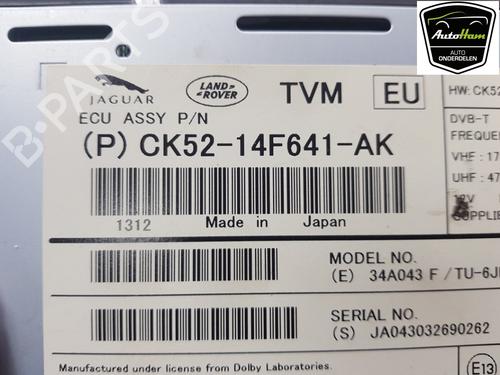 AutoHam
AUTO
ONDERDELEN
JAGUAR
LAND ROVER
TVM
EU
HW: CK52
ECU ASSY P/N
(P) CK52-14F641-AK
DVB-T
FREQUEN
VHF : 17
UHF : 47
12V
SUPPLIE
1312 Made in Japan
MODEL NO.
(E) 34A043 F /TU-6J
SERIAL NO.
(S) JA043032690262
Manufactured under license from Dolby Laboratories.
E13
B-PARTS